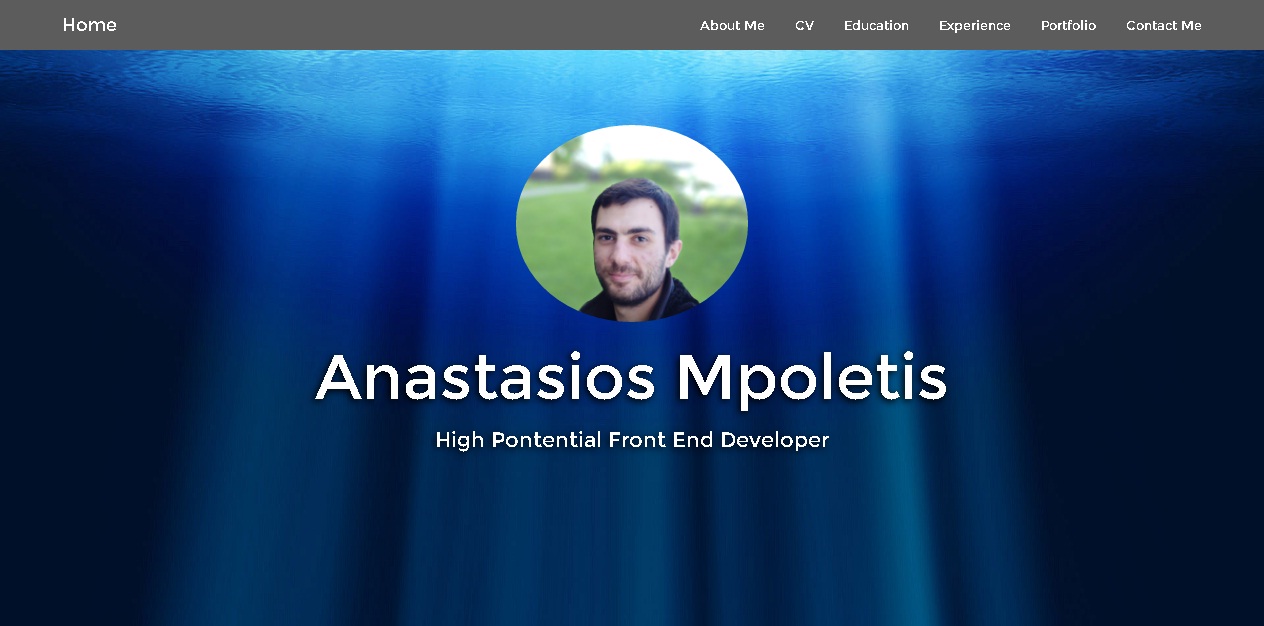 Home About Me CV Education Experience Portfolio Contact Me
Anastasios Mpoletis
High Pontential Front End Developer